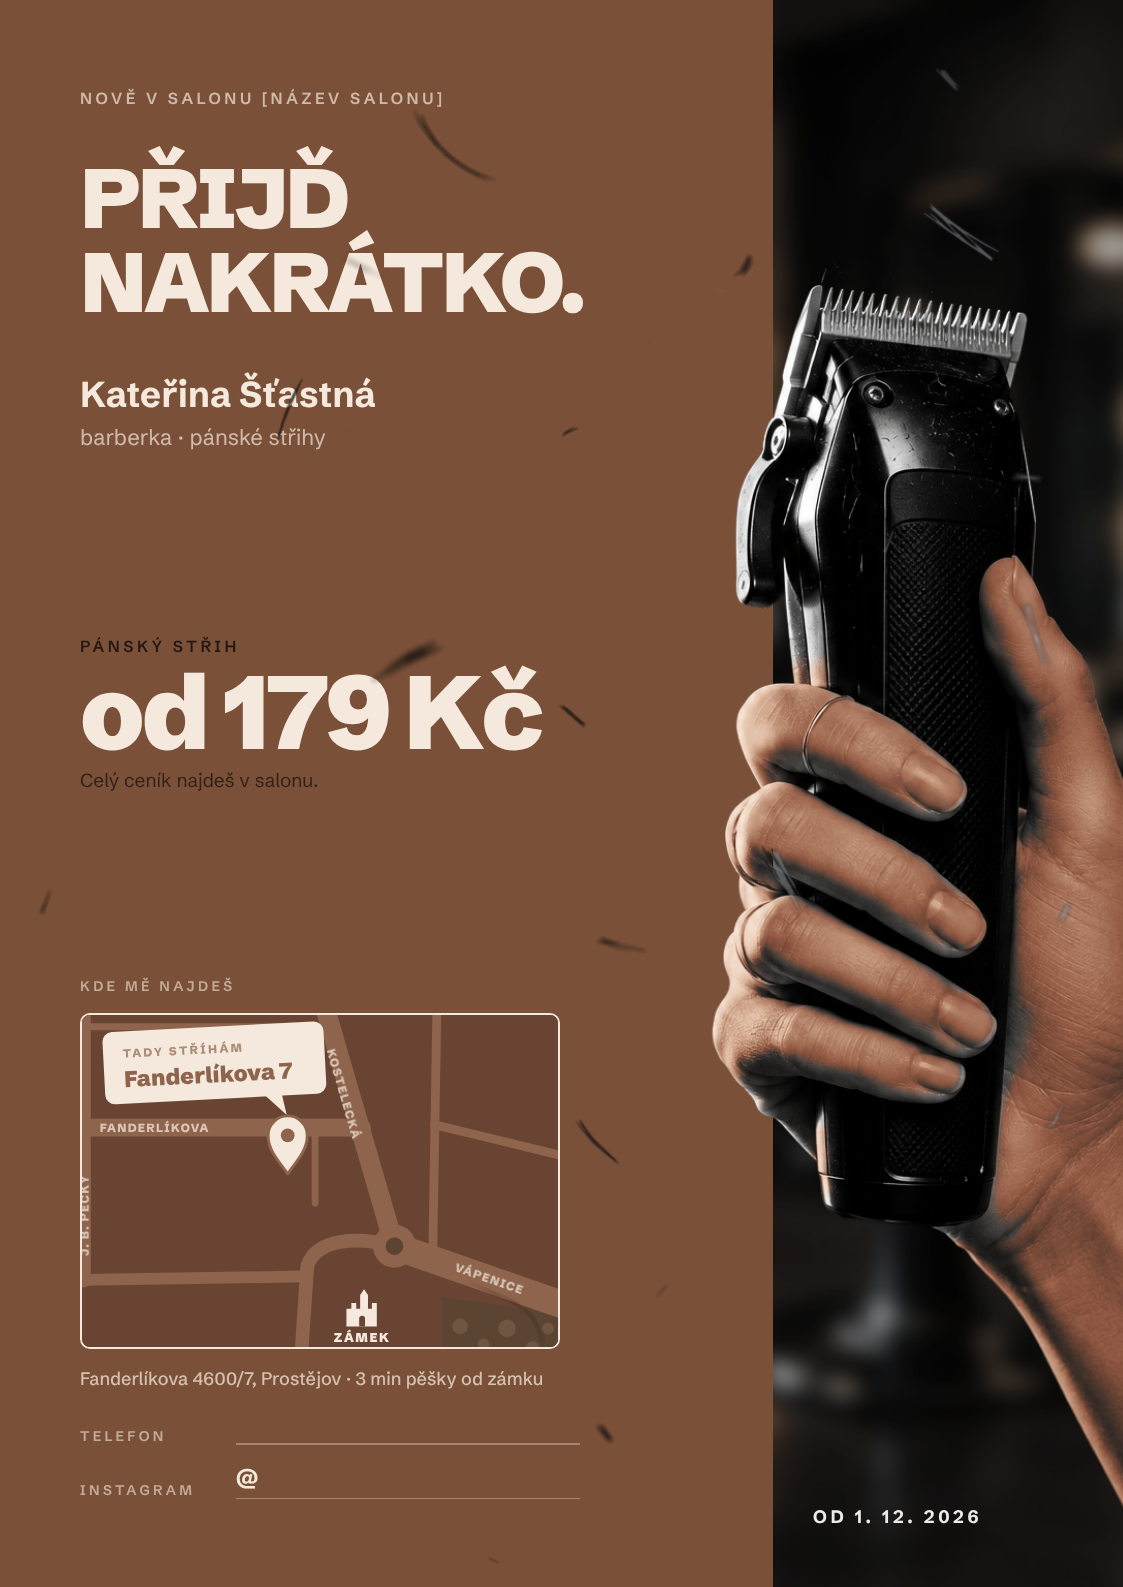 NOVĚ V SALONU [NÁZEV SALONU]
PŘIJĎ
NAKRÁTKO.
Kateřina Šťastná
barberka · pánské střihy
PÁNSKÝ STŘIH
od 179 Kč
Celý ceník najdeš v salonu.
KDE MĚ NAJDEŠ
TADY STŘÍHÁM
Fanderlíkova 7
KOSTELECKÁ
FANDERLÍKOVA
J. B. PECKY
VÁPENICE
ZÁMEK
Fanderlíkova 4600/7, Prostějov · 3 min pěšky od zámku
TELEFON
INSTAGRAM @
OD 1. 12. 2026